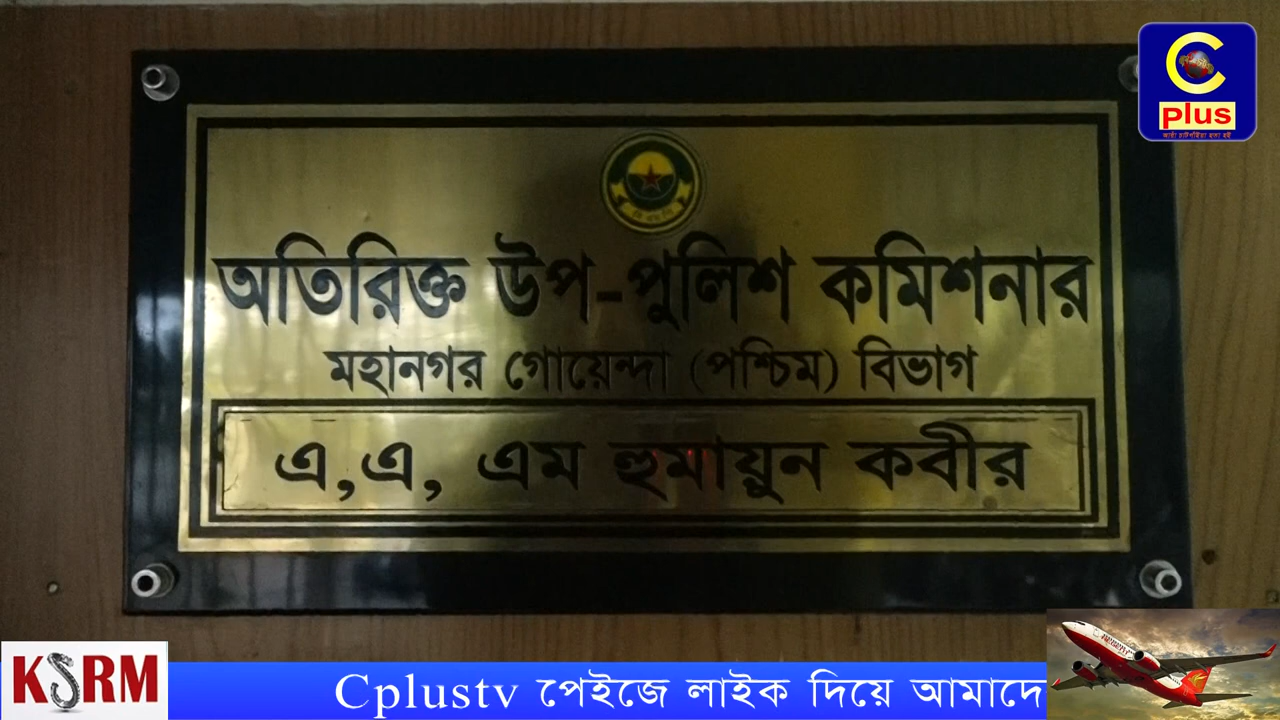 C
plus
অতিরিক্ত উপ-পুলিশ কমিশনার
মহানগর গোয়েন্দা (পশ্চিম) বিভাগ
এ,এ, এম হুমায়ুন কবীর
KSRM
Cplustv পেইজে লাইক দিয়ে আমাদে